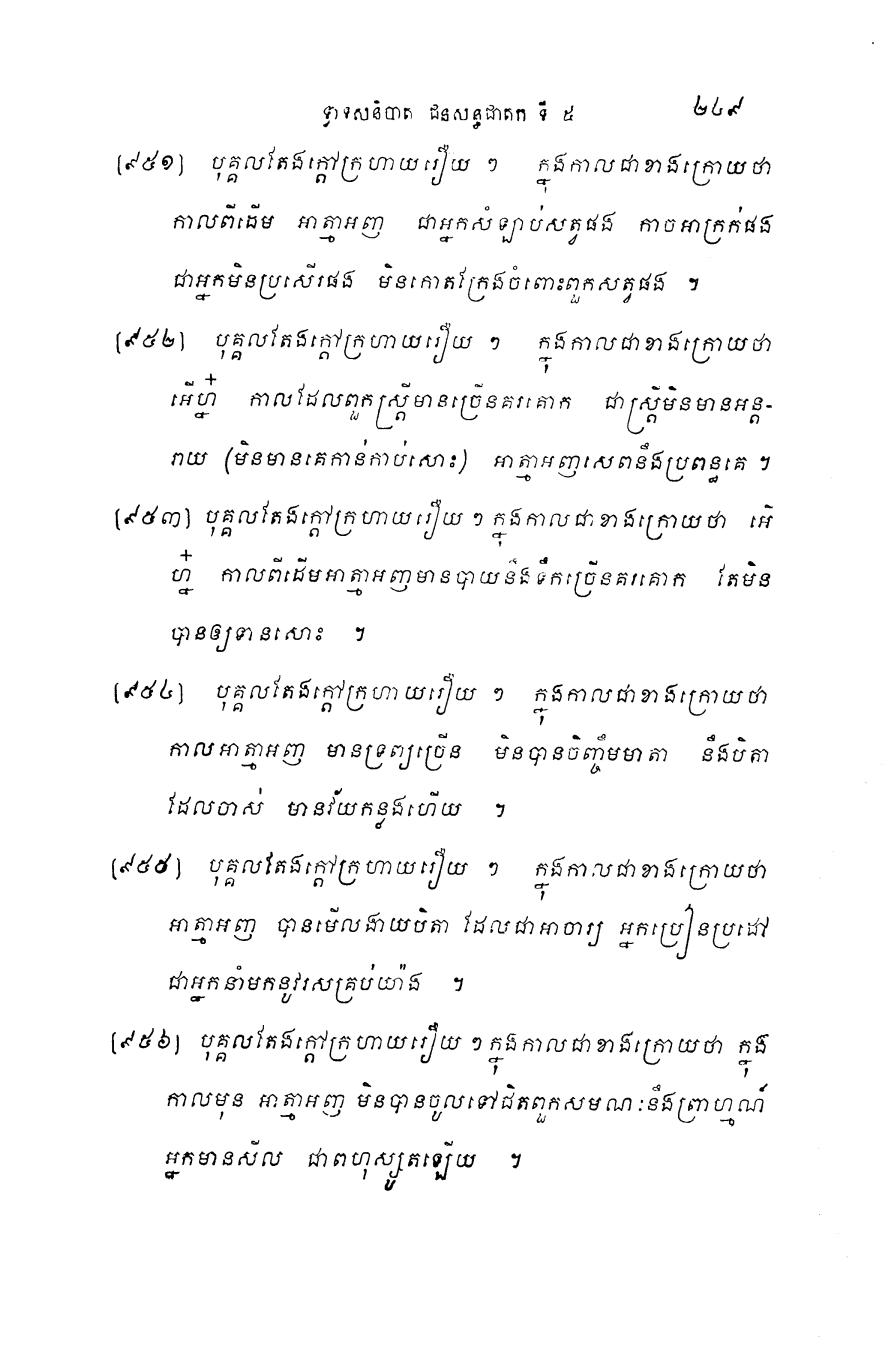 ទ្វាទសនិបាត ជនសន្ធជាតក ទី ៥ ២៤៩
(៩៥១) បុគ្គលតែងក្តៅក្រហាយរឿយ ៗ ក្នុងកាលជាខាងក្រោយថា
កាលពីដើម អាត្មាអញ ជាអ្នកសំឡាប់សត្វផង កាចអាក្រក់ផង
ជាអ្នកមិនប្រសើរផង មិនកោតក្រែងចំពោះពួកសត្វផង ។
(៩៥២) បុគ្គលតែងក្តៅក្រហាយរឿយ ៗ ក្នុងកាលជាខាងក្រោយថា
អើហ្ន៎ កាលដែលពួកស្ត្រីមានច្រើនគរគោក ជាស្ត្រីមិនមានអន្ត-
រាយ (មិនមានគេកាន់កាប់សោះ) អាត្មាអញសេពនឹងប្រពន្ធគេ ។
(៩៥៣) បុគ្គលតែងក្តៅក្រហាយរឿយ ៗ ក្នុងកាលជាខាងក្រោយថា អើ
ហ្ន៎ កាលពីដើមអាត្មាអញមានបាយនិងទឹកច្រើនគរគោក តែមិន
បានឲ្យទានសោះ ។
(៩៥៤) បុគ្គលតែងក្តៅក្រហាយរឿយ ៗ ក្នុងកាលជាខាងក្រោយថា
កាលអាត្មាអញ មានទ្រព្យច្រើន មិនបានចិញ្ចឹមមាតា នឹងបិតា
ដែលចាស់ មានវ័យកន្លងហើយ ។
(៩៥៥) បុគ្គលតែងក្តៅក្រហាយរឿយ ៗ ក្នុងកាលជាខាងក្រោយថា
អាត្មាអញ បានមើលងាយបិតា ដែលជាអាចារ្យ អ្នកប្រៀនប្រដៅ
ជាអ្នកនាំមកនូវរសគ្រប់យ៉ាង ។
(៩៥៦) បុគ្គលតែងក្តៅក្រហាយរឿយ ៗ ក្នុងកាលជាខាងក្រោយថា ក្នុង
កាលមុន អាត្មាអញ មិនបានចូលទៅជិតពួកសមណៈនឹងព្រាហ្មណ៍
អ្នកមានសីល ជាពហុស្សូតឡើយ ។